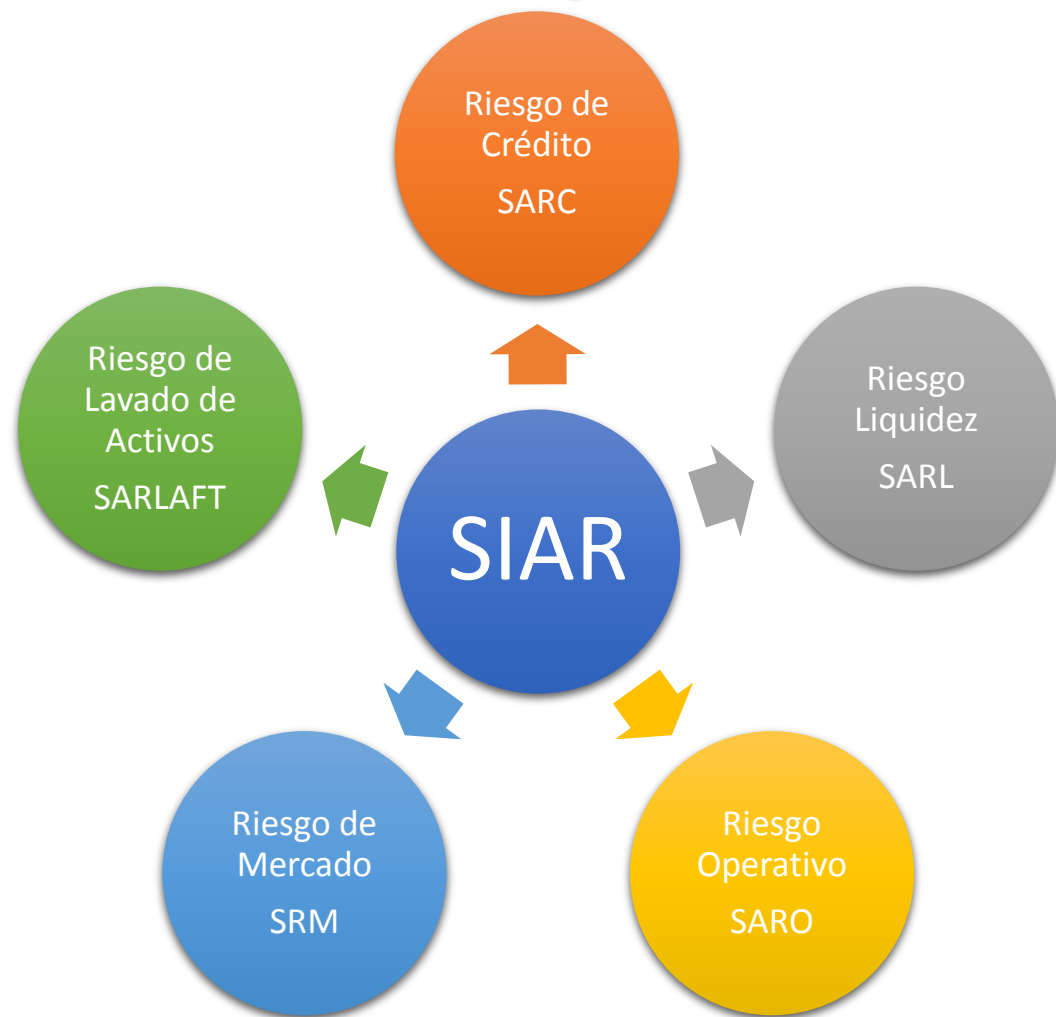 Riesgo de
Crédito
SARC
Riesgo de
Lavado de
Activos
SARLAFT
Riesgo
Liquidez
SARL
SIAR
Riesgo de
Mercado
SRM
Riesgo
Operativo
SARO